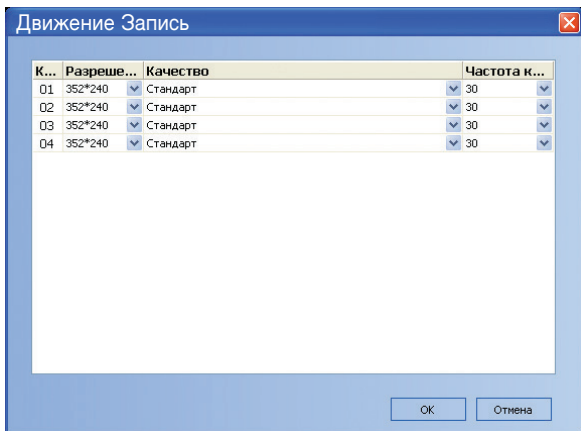 Движение Запись
К... Разреше... Качество Частота к...
01 352*240 Стандарт 30
02 352*240 Стандарт 30
03 352*240 Стандарт 30
04 352*240 Стандарт 30
OK Отмена